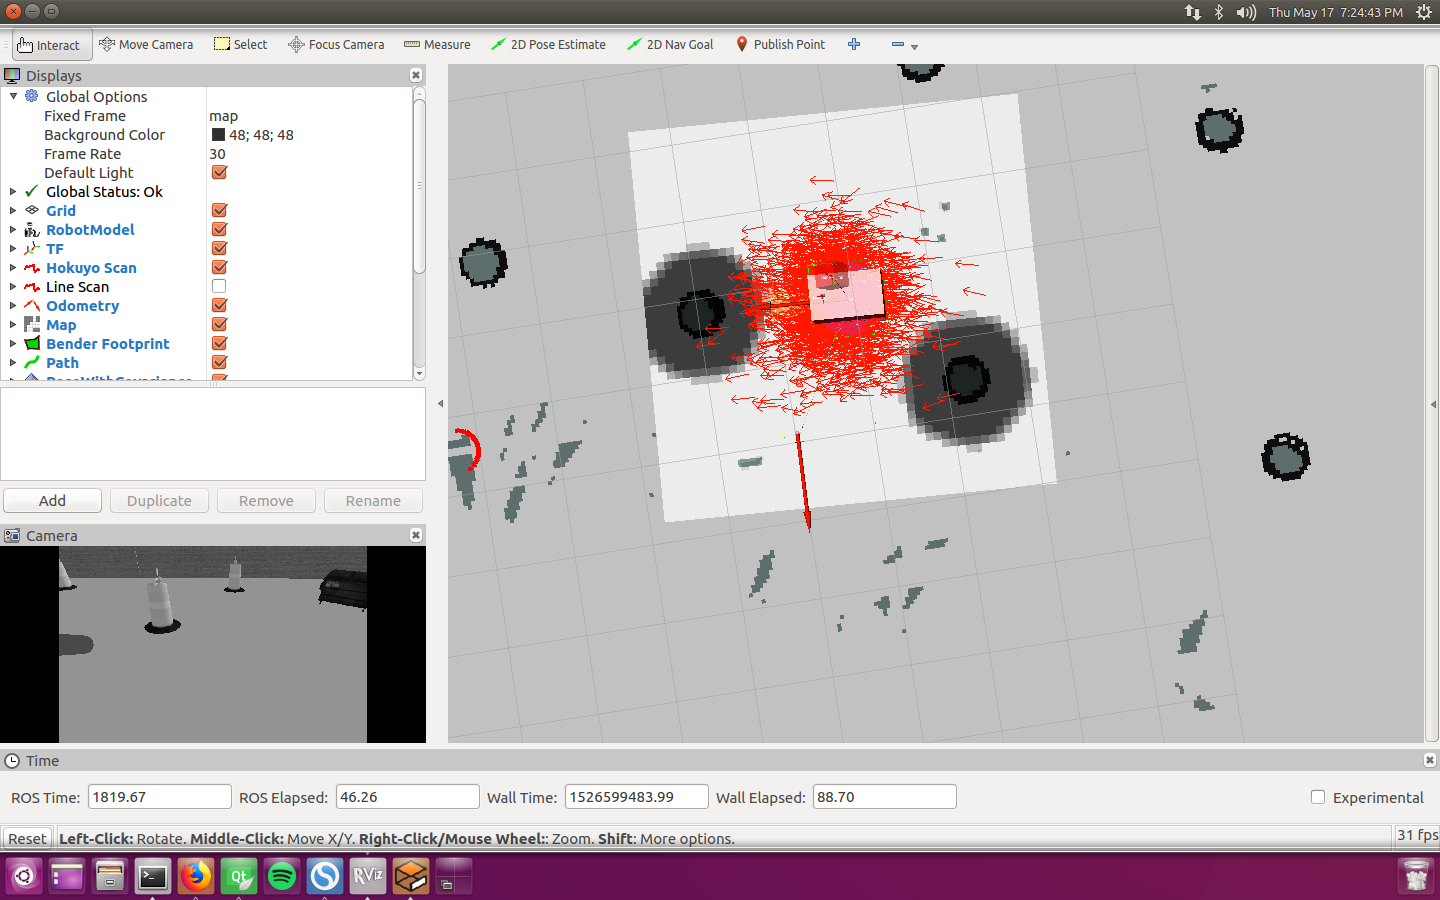 Thu May 17 7:24:43 PM
Interact Move Camera Select Focus Camera Measure 2D Pose Estimate 2D Nav Goal Publish Point
Displays
Global Options
Fixed Frame map
Background Color 48; 48; 48
Frame Rate 30
Default Light
Global Status: Ok
Grid
RobotModel
TF
Hokuyo Scan
Line Scan
Odometry
Map
Bender Footprint
Path
Add Duplicate Remove Rename
Camera
Time
ROS Time: 1819.67 ROS Elapsed: 46.26 Wall Time: 1526599483.99 Wall Elapsed: 88.70 Experimental
Reset Left-Click: Rotate. Middle-Click: Move X/Y. Right-Click/Mouse Wheel:: Zoom. Shift: More options. 31 fps
Qt S RViz